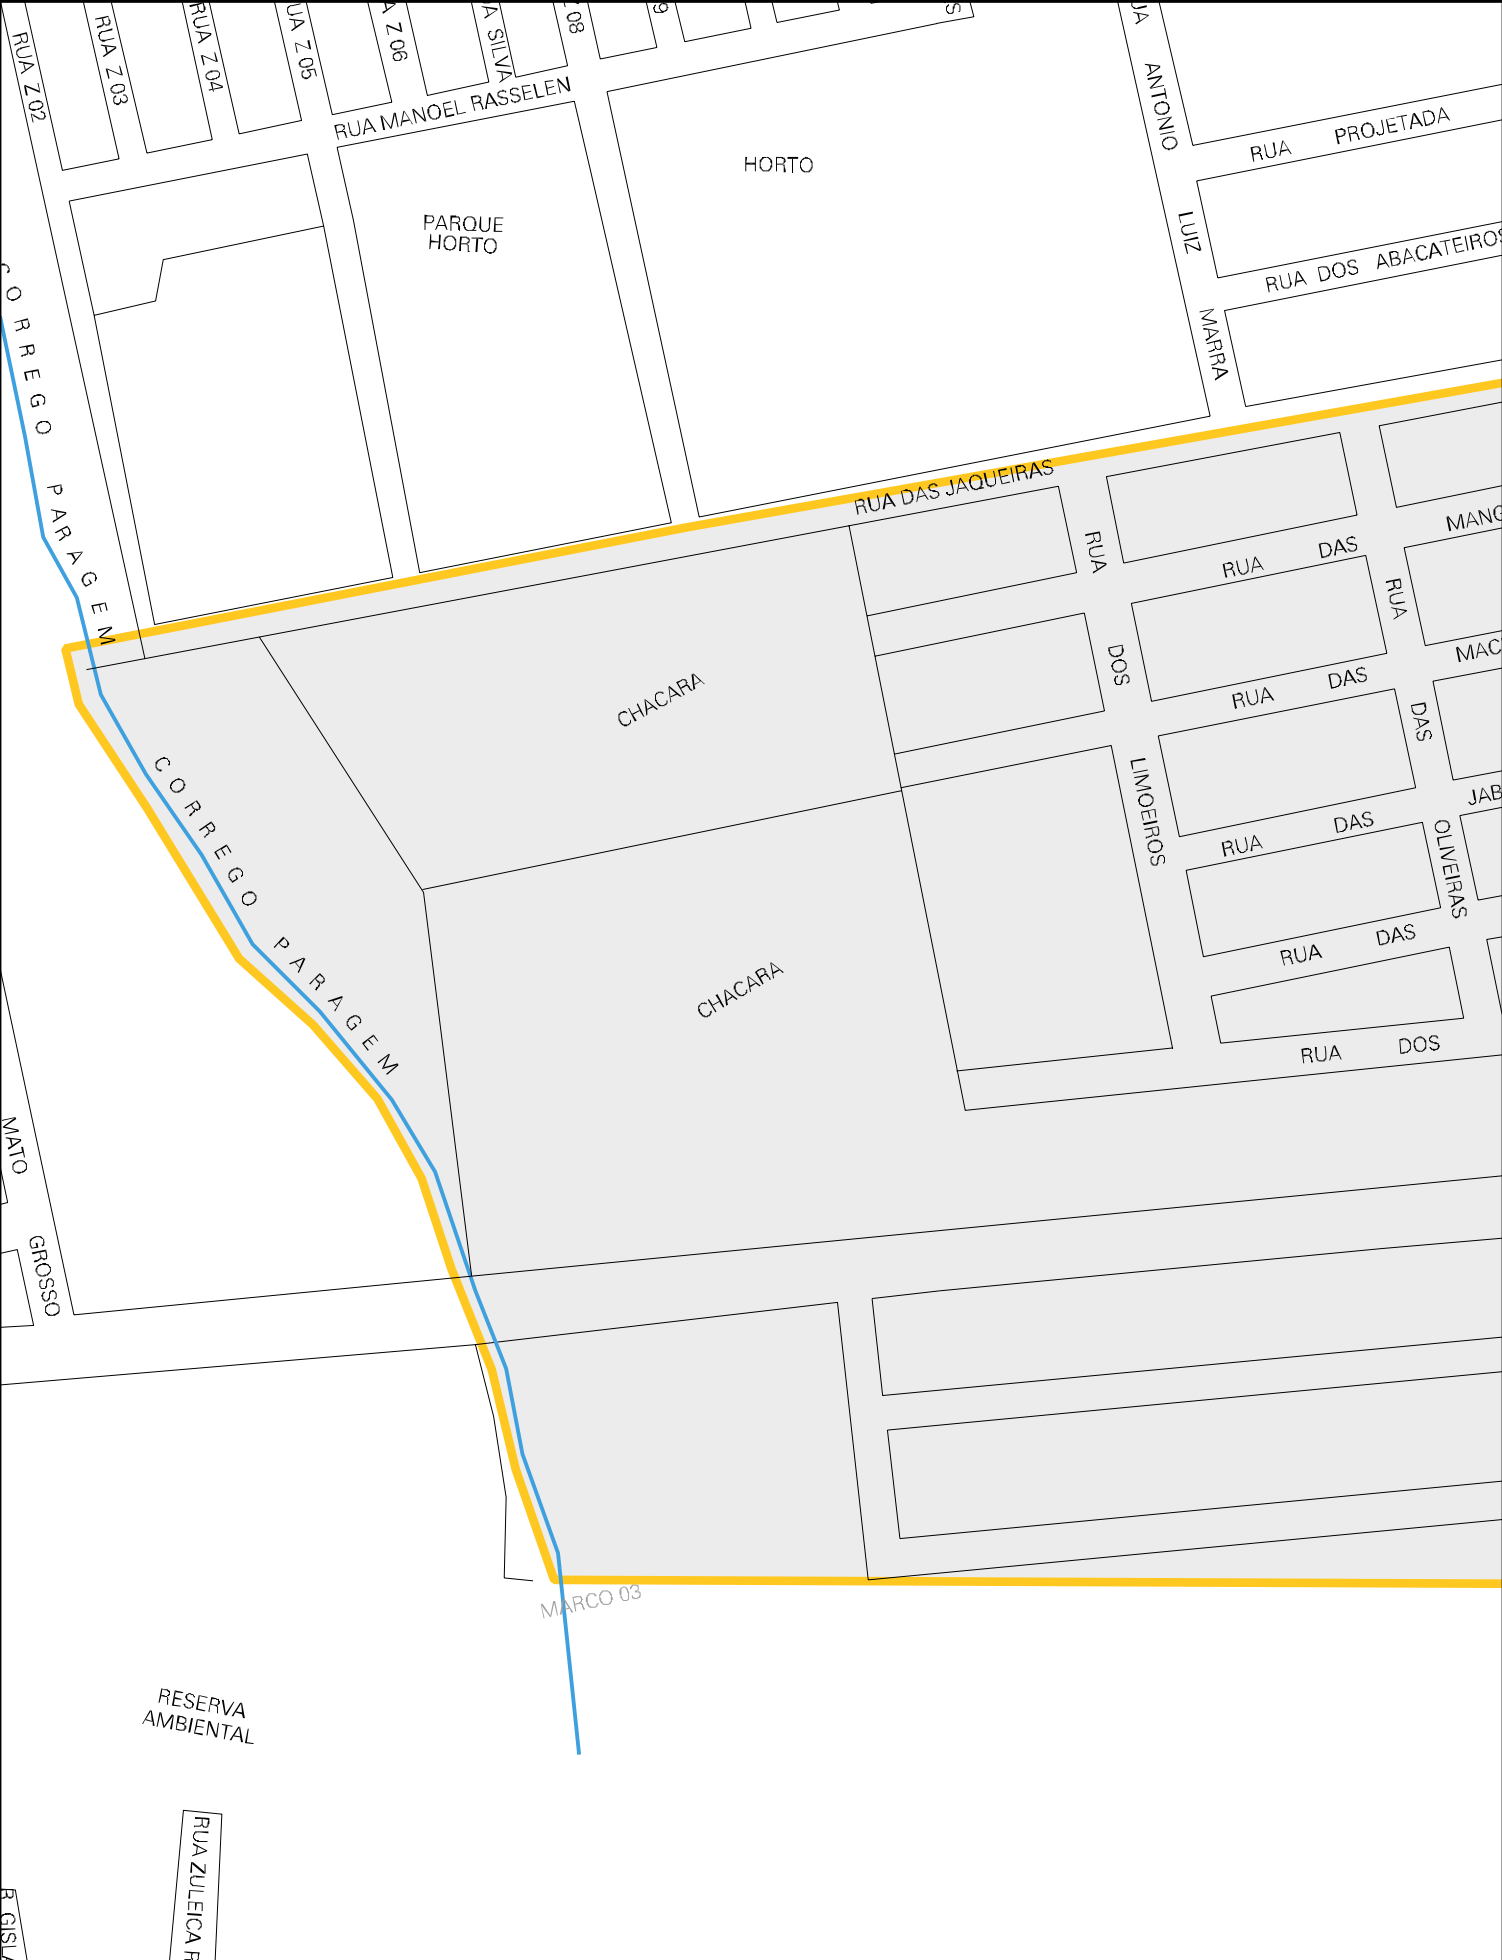 RUA Z 02
RUA Z 03
RUA Z 04
UA Z 05
Z 06
SILVA
08
9
S
RUA MANOEL RASSELEN
UA ANTONIO LUIZ MARRA
HORTO
PARQUE
HORTO
RUA PROJETADA
RUA DOS ABACATEIROS
CORREGO PARAGEM
RUA DAS JAQUEIRAS
RUA DOS LIMOEIROS
RUA DAS OLIVEIRAS
RUA DAS MANG
RUA DAS MAC
RUA DAS JAB
RUA DAS
RUA DOS
CHACARA
CORREGO PARAGEM
CHACARA
MATO GROSSO
MARCO 03
RESERVA
AMBIENTAL
RUA ZULEICA
GISLA